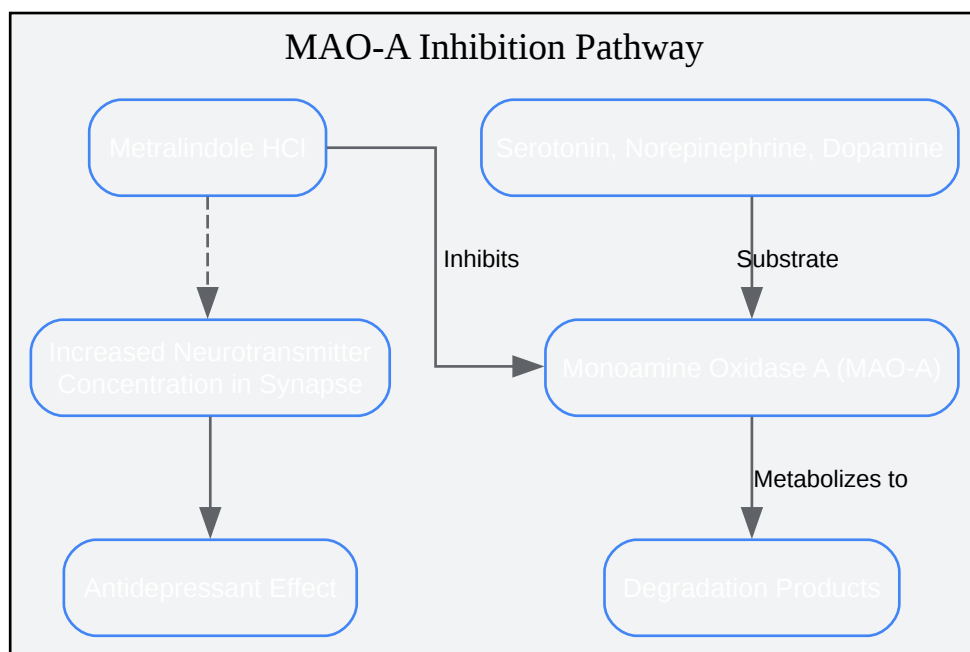 MAO-A Inhibition Pathway
Metralindole HCl
Serotonin, Norepinephrine, Dopamine
Inhibits
Substrate
Increased Neurotransmitter
Concentration in Synapse
Monoamine Oxidase A (MAO-A)
Metabolizes to
Antidepressant Effect
Degradation Products